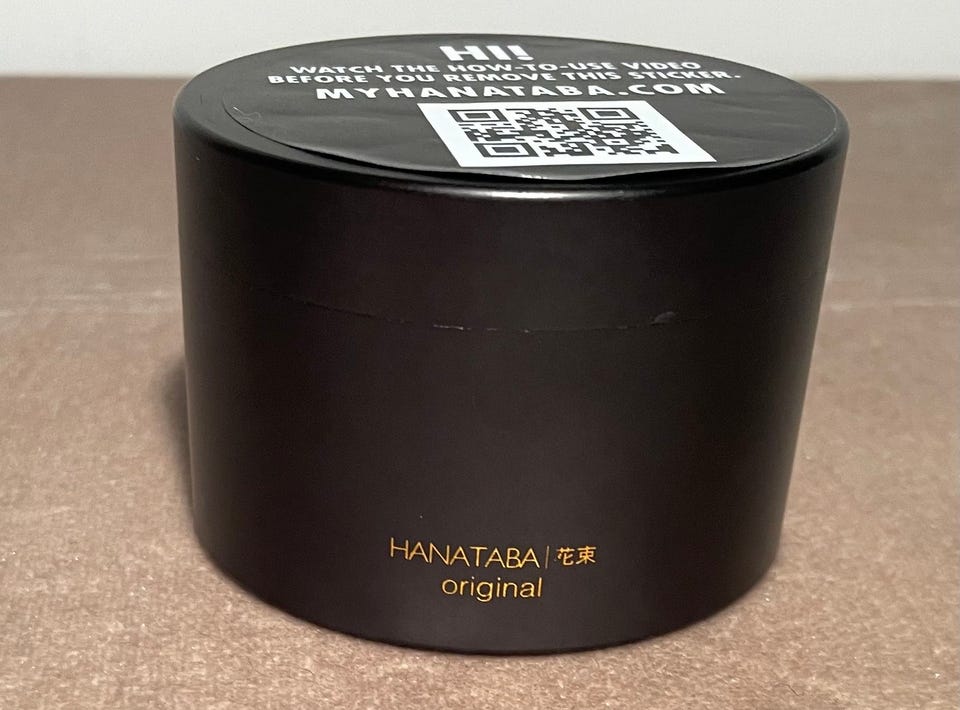 HI!
WATCH THE HOW-TO-USE VIDEO
BEFORE YOU REMOVE THIS STICKER.
MYHANATABA.COM
HANATABA|花束
original